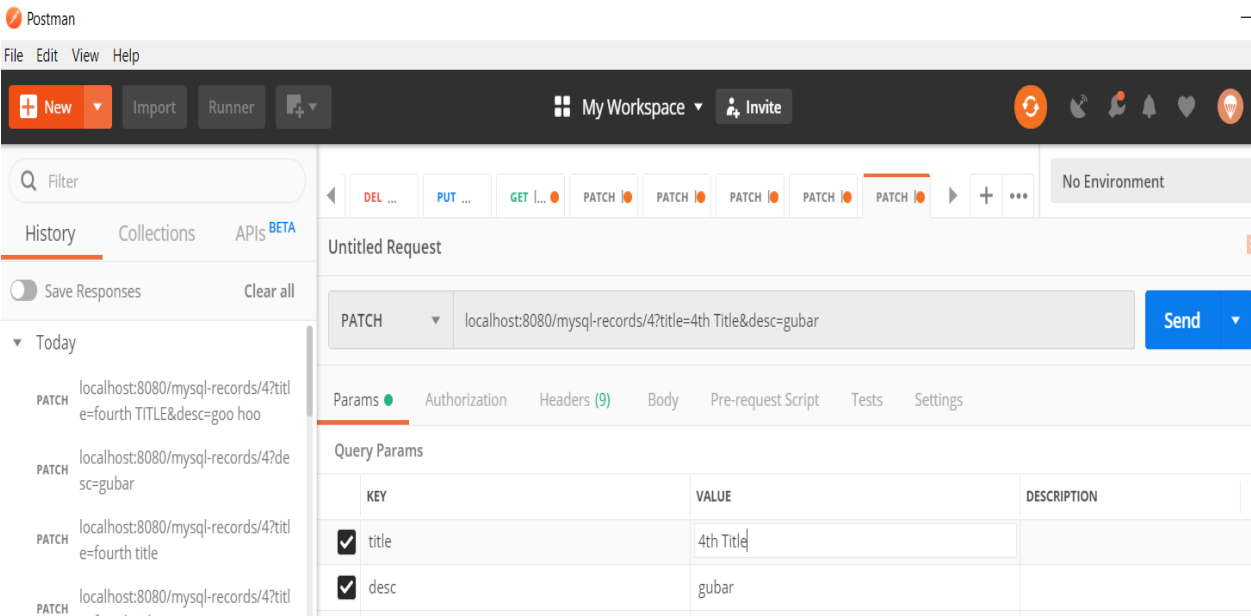 Postman
File Edit View Help
New Import Runner My Workspace Invite
Filter
History Collections APIs BETA
Save Responses Clear all
Today
PATCH localhost:8080/mysql-records/4?titl
e=fourth TITLE&desc=goo hoo
PATCH localhost:8080/mysql-records/4?de
sc=gubar
PATCH localhost:8080/mysql-records/4?titl
e=fourth title
PATCH localhost:8080/mysql-records/4?titl
DEL ... PUT ... GET l... PATCH PATCH PATCH PATCH PATCH No Environment
Untitled Request
PATCH localhost:8080/mysql-records/4?title=4th Title&desc=gubar Send
Params Authorization Headers (9) Body Pre-request Script Tests Settings
Query Params
KEY VALUE DESCRIPTION
title 4th Title
desc gubar